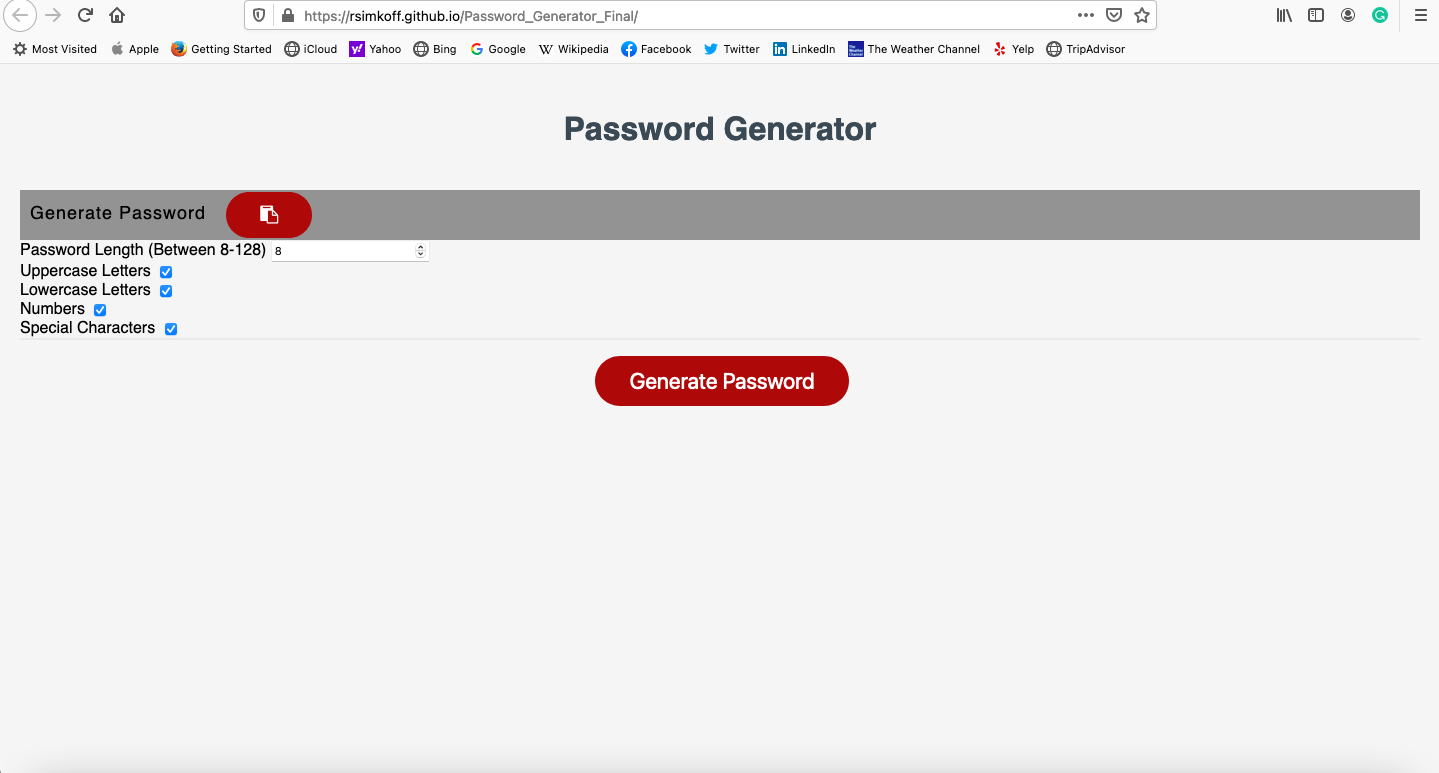 https://rsimkoff.github.io/Password_Generator_Final/
Most Visited Apple Getting Started iCloud Yahoo Bing Google Wikipedia Facebook Twitter LinkedIn The Weather Channel Yelp TripAdvisor
Password Generator
Generate Password
Password Length (Between 8-128) 8
Uppercase Letters
Lowercase Letters
Numbers
Special Characters
Generate Password